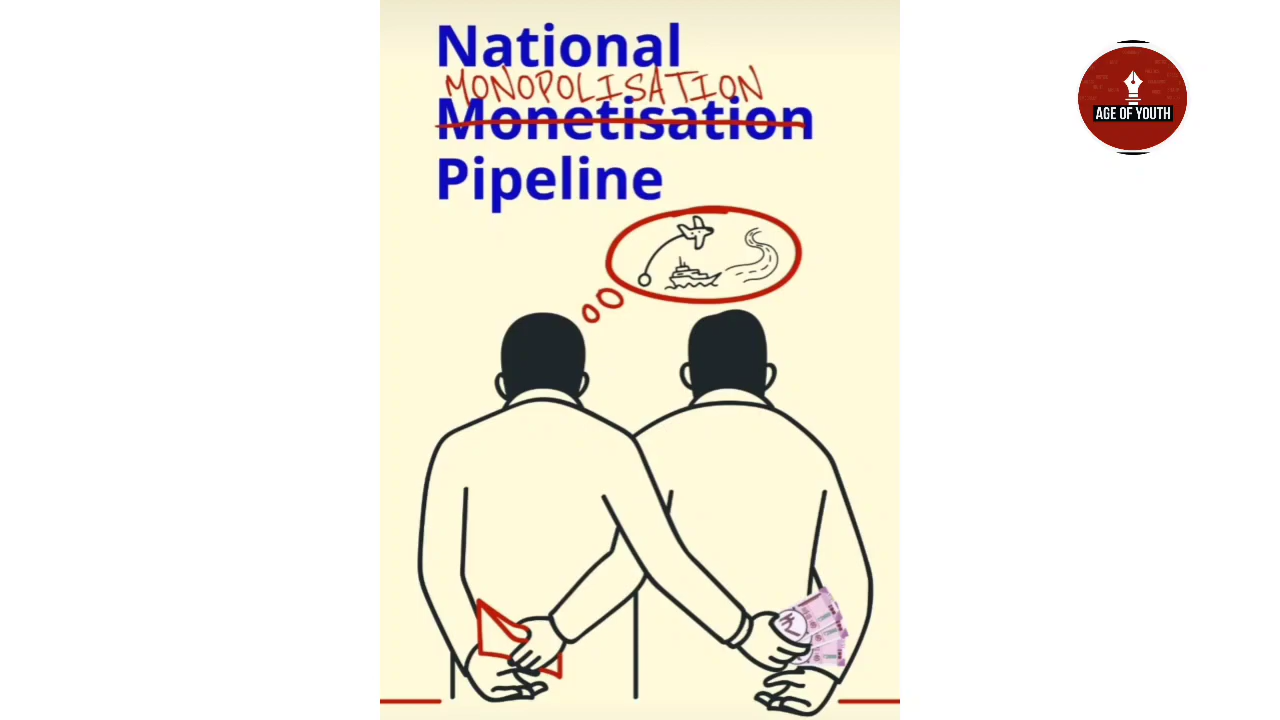 National
MONOPOLISATION
Monetisation
Pipeline
AGE OF YOUTH